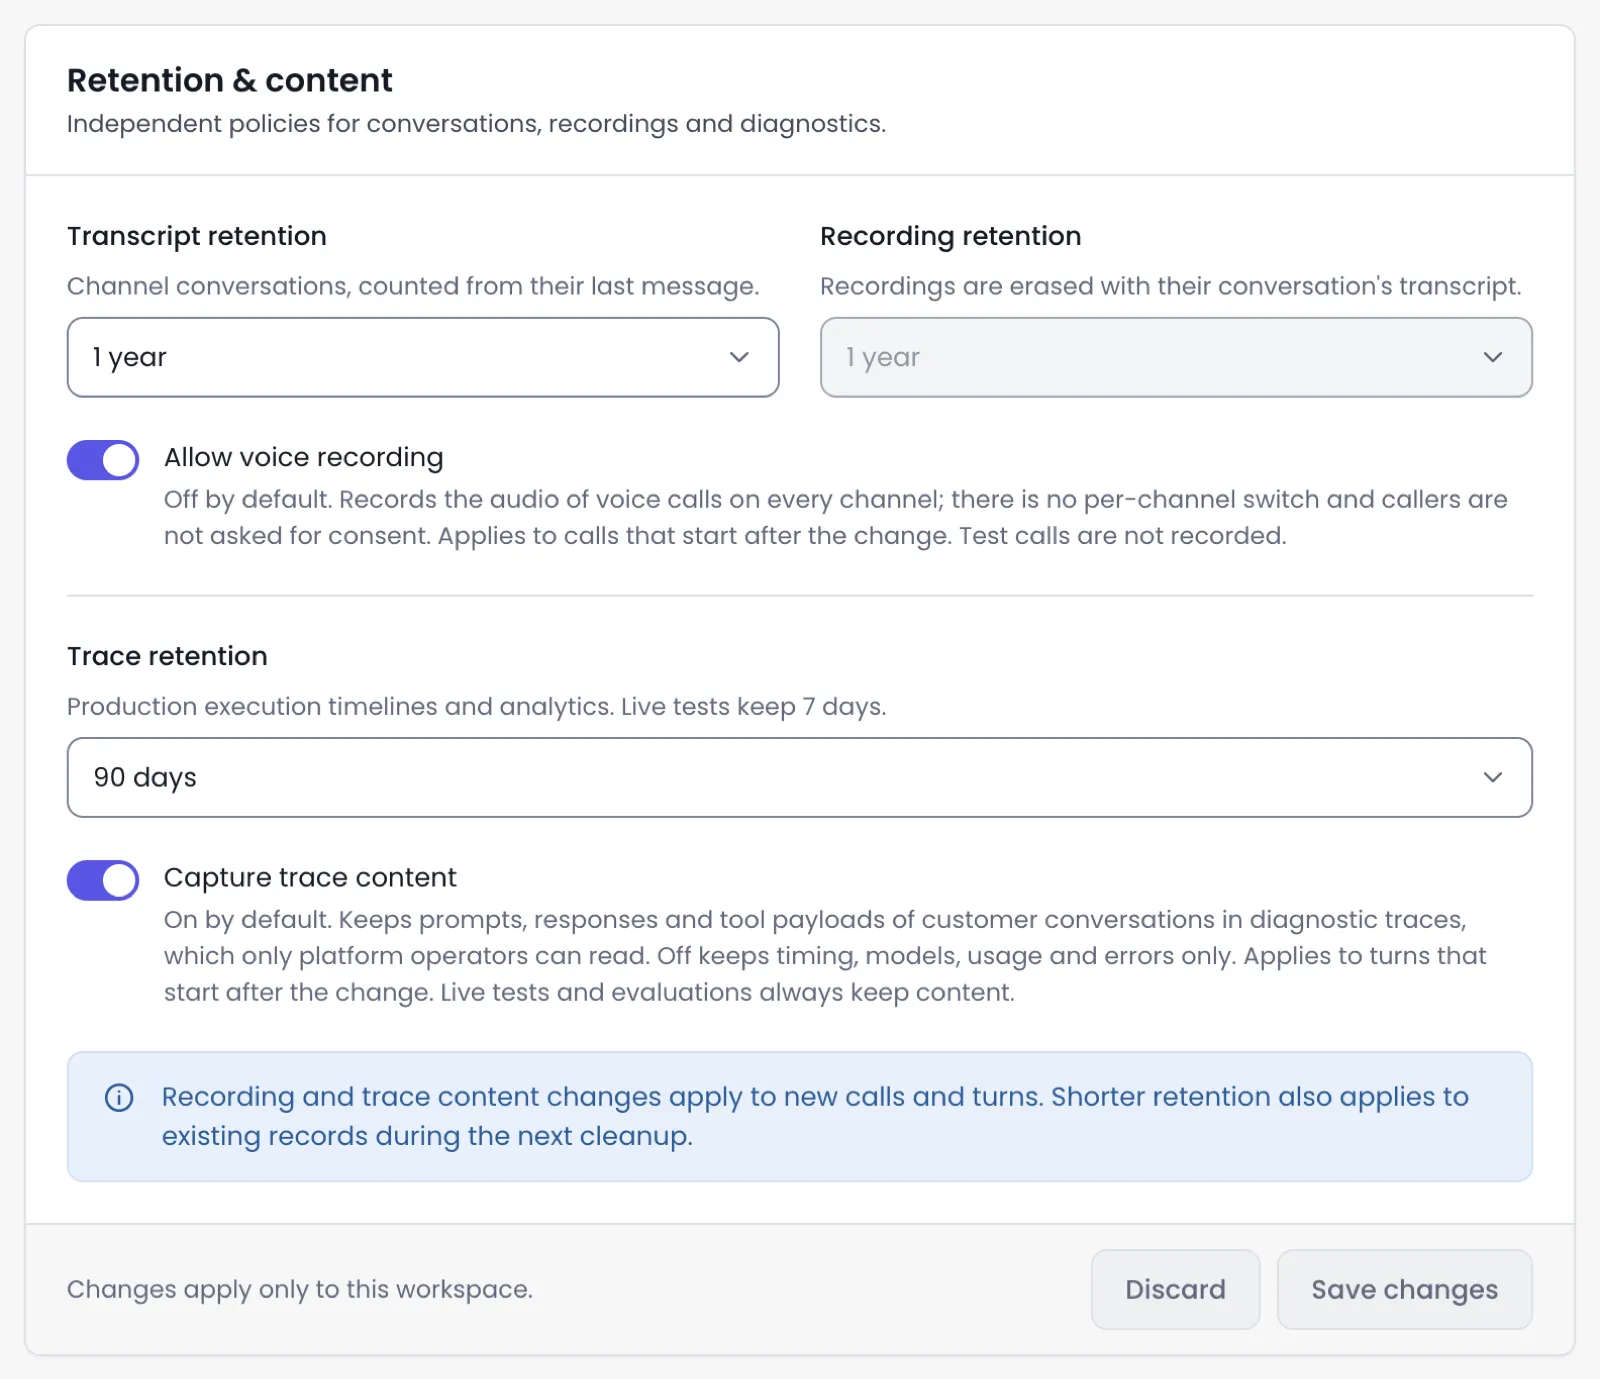 Retention & content
Independent policies for conversations, recordings and diagnostics.
Transcript retention
Channel conversations, counted from their last message.
1 year
Recording retention
Recordings are erased with their conversation's transcript.
1 year
Allow voice recording
Off by default. Records the audio of voice calls on every channel; there is no per-channel switch and callers are
not asked for consent. Applies to calls that start after the change. Test calls are not recorded.
Trace retention
Production execution timelines and analytics. Live tests keep 7 days.
90 days
Capture trace content
On by default. Keeps prompts, responses and tool payloads of customer conversations in diagnostic traces,
which only platform operators can read. Off keeps timing, models, usage and errors only. Applies to turns that
start after the change. Live tests and evaluations always keep content.
Recording and trace content changes apply to new calls and turns. Shorter retention also applies to
existing records during the next cleanup.
Changes apply only to this workspace.
Discard
Save changes